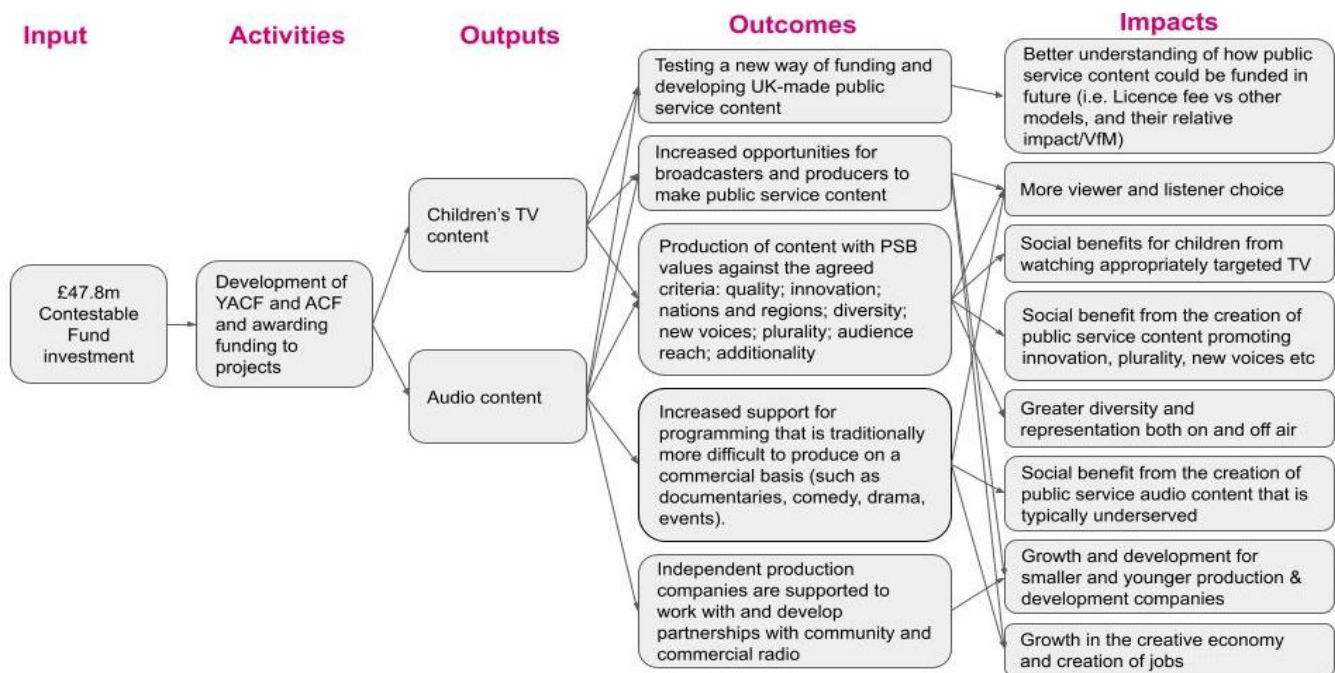 Input
Activities
Outputs
Outcomes
Impacts
£47.8m
Contestable
Fund
investment
Development of
YACF and ACF
and awarding
funding to
projects
Children's TV
content
Audio content
Testing a new way of funding and
developing UK-made public
service content
Increased opportunities for
broadcasters and producers to
make public service content
Production of content with PSB
values against the agreed
criteria: quality; innovation;
nations and regions; diversity;
new voices; plurality; audience
reach; additionality
Increased support for
programming that is traditionally
more difficult to produce on a
commercial basis (such as
documentaries, comedy, drama,
events).
Independent production
companies are supported to
work with and develop
partnerships with community and
commercial radio
Better understanding of how public
service content could be funded in
future (i.e. Licence fee vs other
models, and their relative
impact/VfM)
More viewer and listener choice
Social benefits for children from
watching appropriately targeted TV
Social benefit from the creation of
public service content promoting
innovation, plurality, new voices etc
Greater diversity and
representation both on and off air
Social benefit from the creation of
public service audio content that is
typically underserved
Growth and development for
smaller and younger production &
development companies
Growth in the creative economy
and creation of jobs